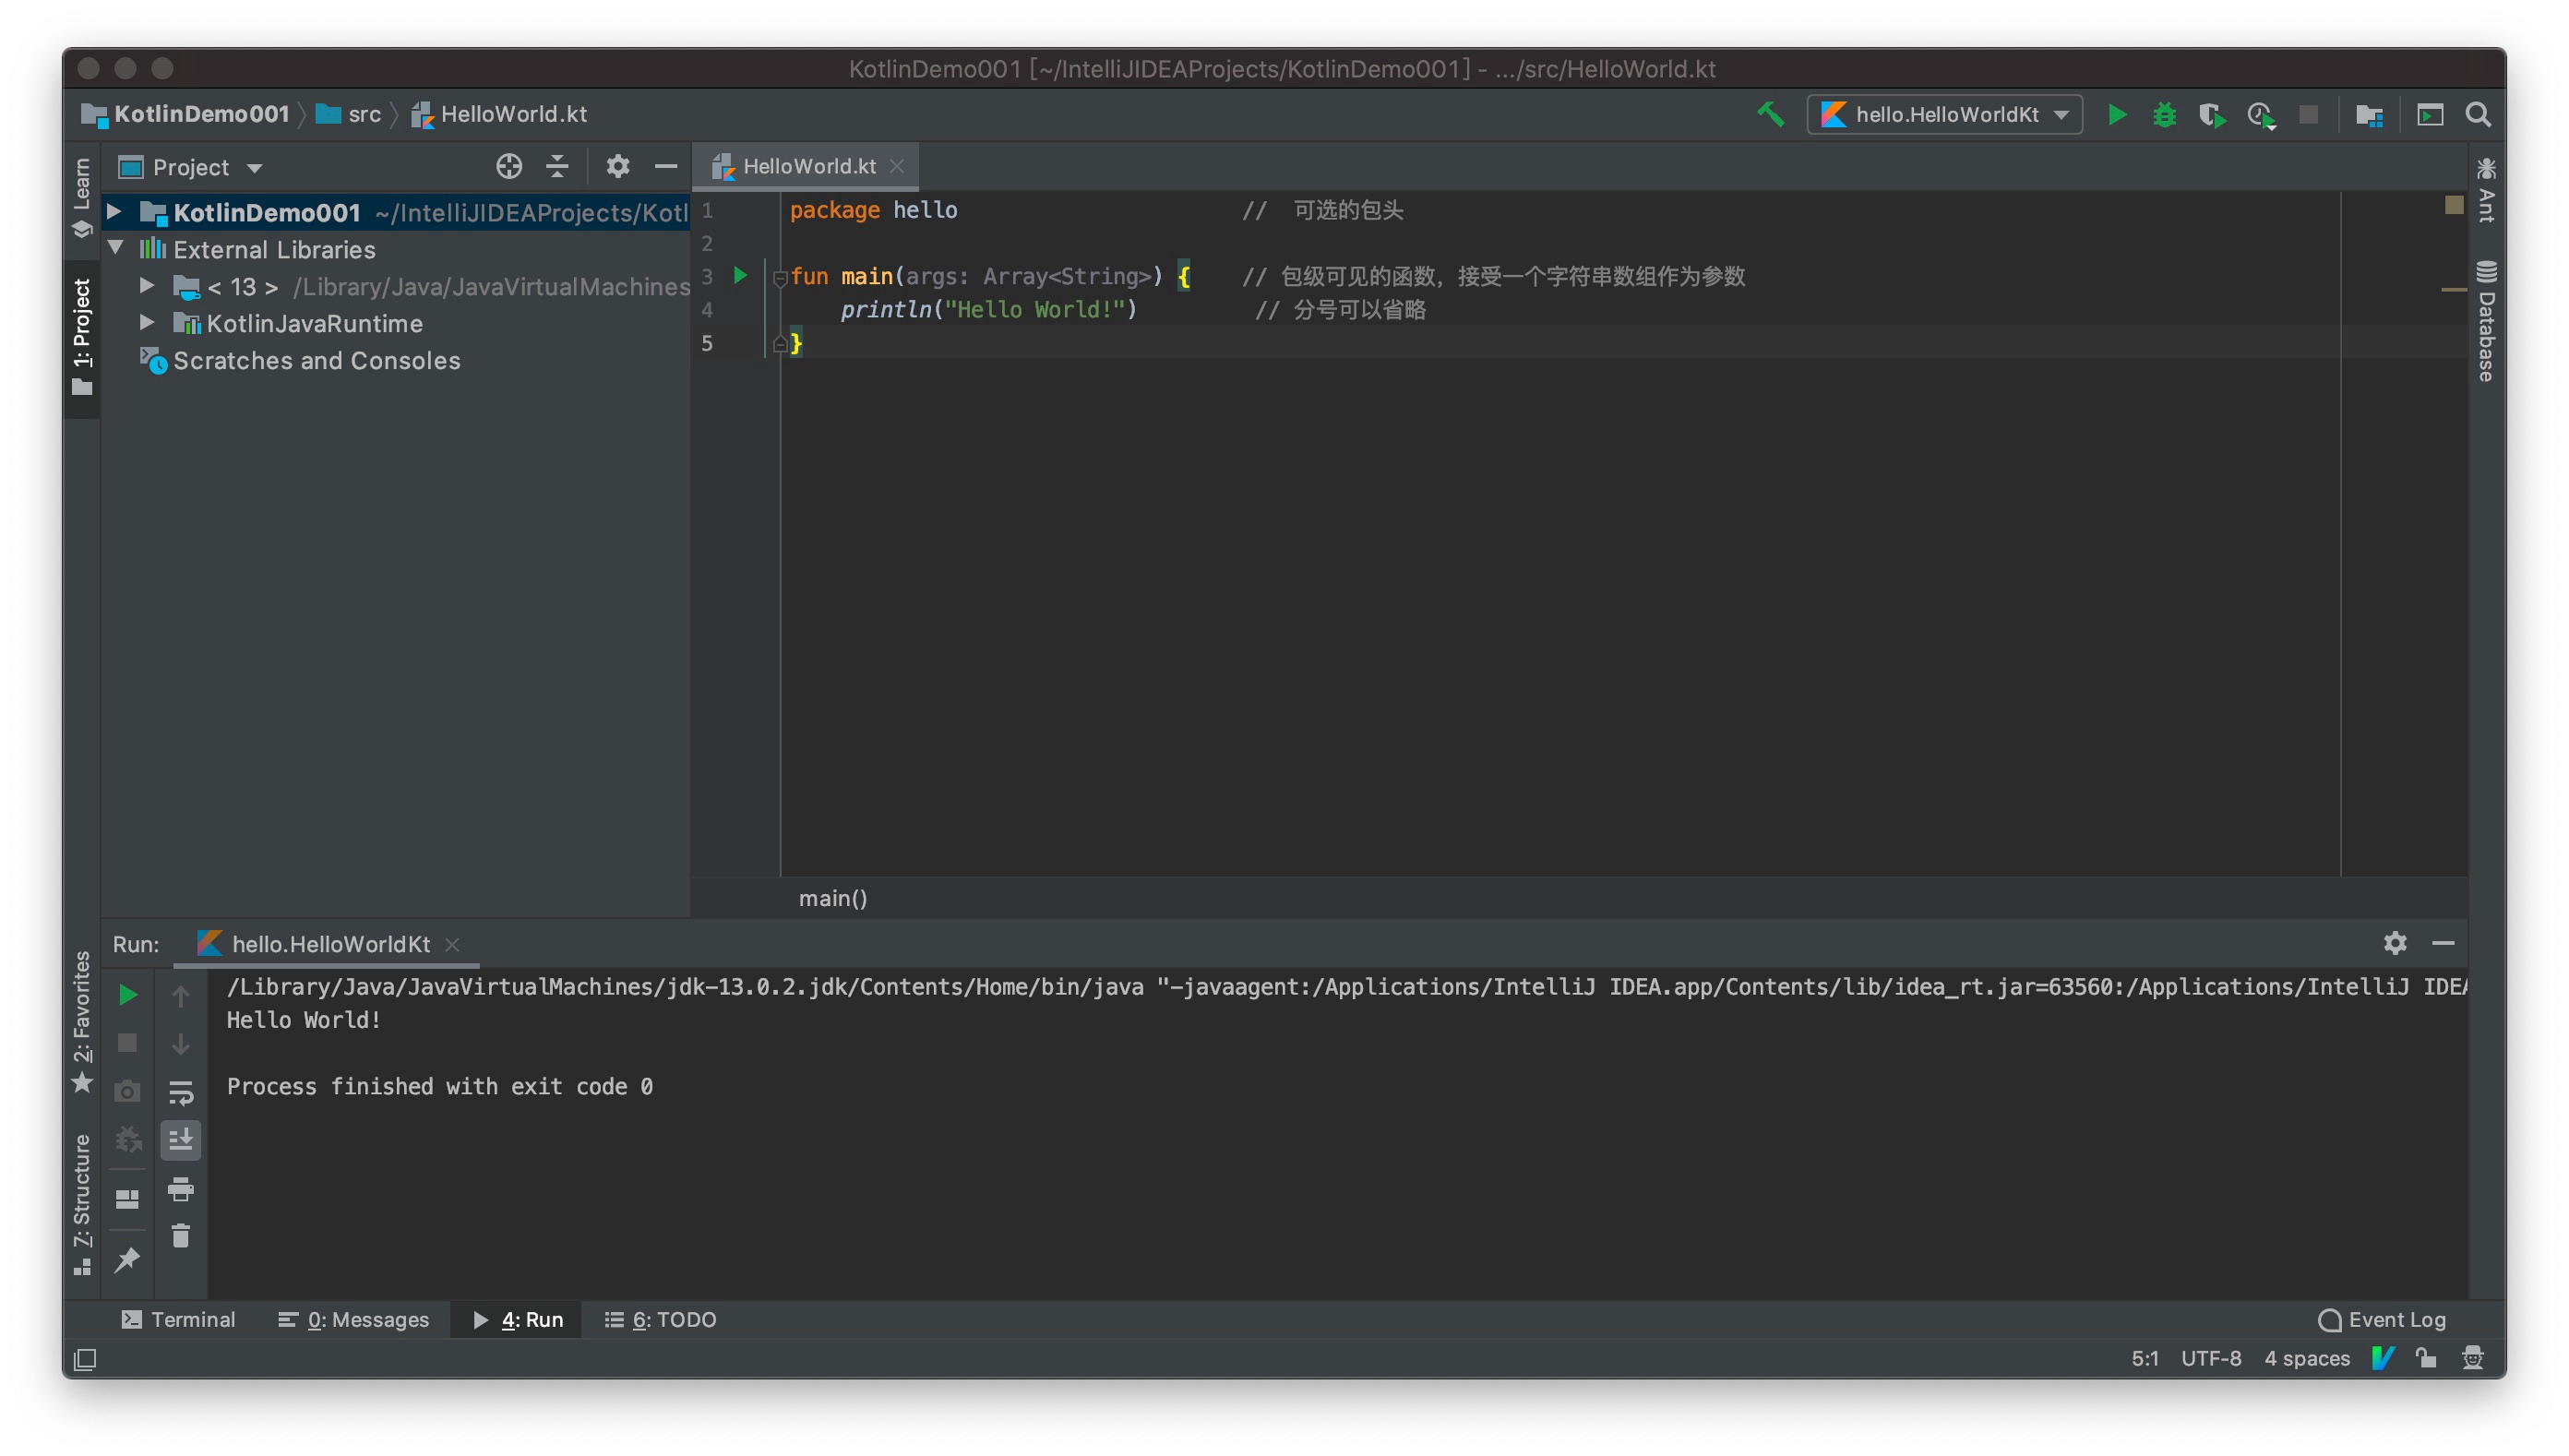 KotlinDemo001 [~/IntelliJIDEAProjects/KotlinDemo001] - .../src/HelloWorld.kt
KotlinDemo001 src HelloWorld.kt
hello.HelloWorldKt
Learn
1: Project
Project
KotlinDemo001 ~/IntelliJIDEAProjects/Kotl
External Libraries
< 13 > /Library/Java/JavaVirtualMachines
KotlinJavaRuntime
Scratches and Consoles
HelloWorld.kt
1 package hello // 可选的包头
2
3 fun main(args: Array<String>) { // 包级可见的函数，接受一个字符串数组作为参数
4 println("Hello World!") // 分号可以省略
5 }
main()
Ant
Database
2: Favorites
7: Structure
Run: hello.HelloWorldKt
/Library/Java/JavaVirtualMachines/jdk-13.0.2.jdk/Contents/Home/bin/java "-javaagent:/Applications/IntelliJ IDEA.app/Contents/lib/idea_rt.jar=63560:/Applications/IntelliJ IDEA
Hello World!
Process finished with exit code 0
Terminal 0: Messages 4: Run 6: TODO Event Log
5:1 UTF-8 4 spaces